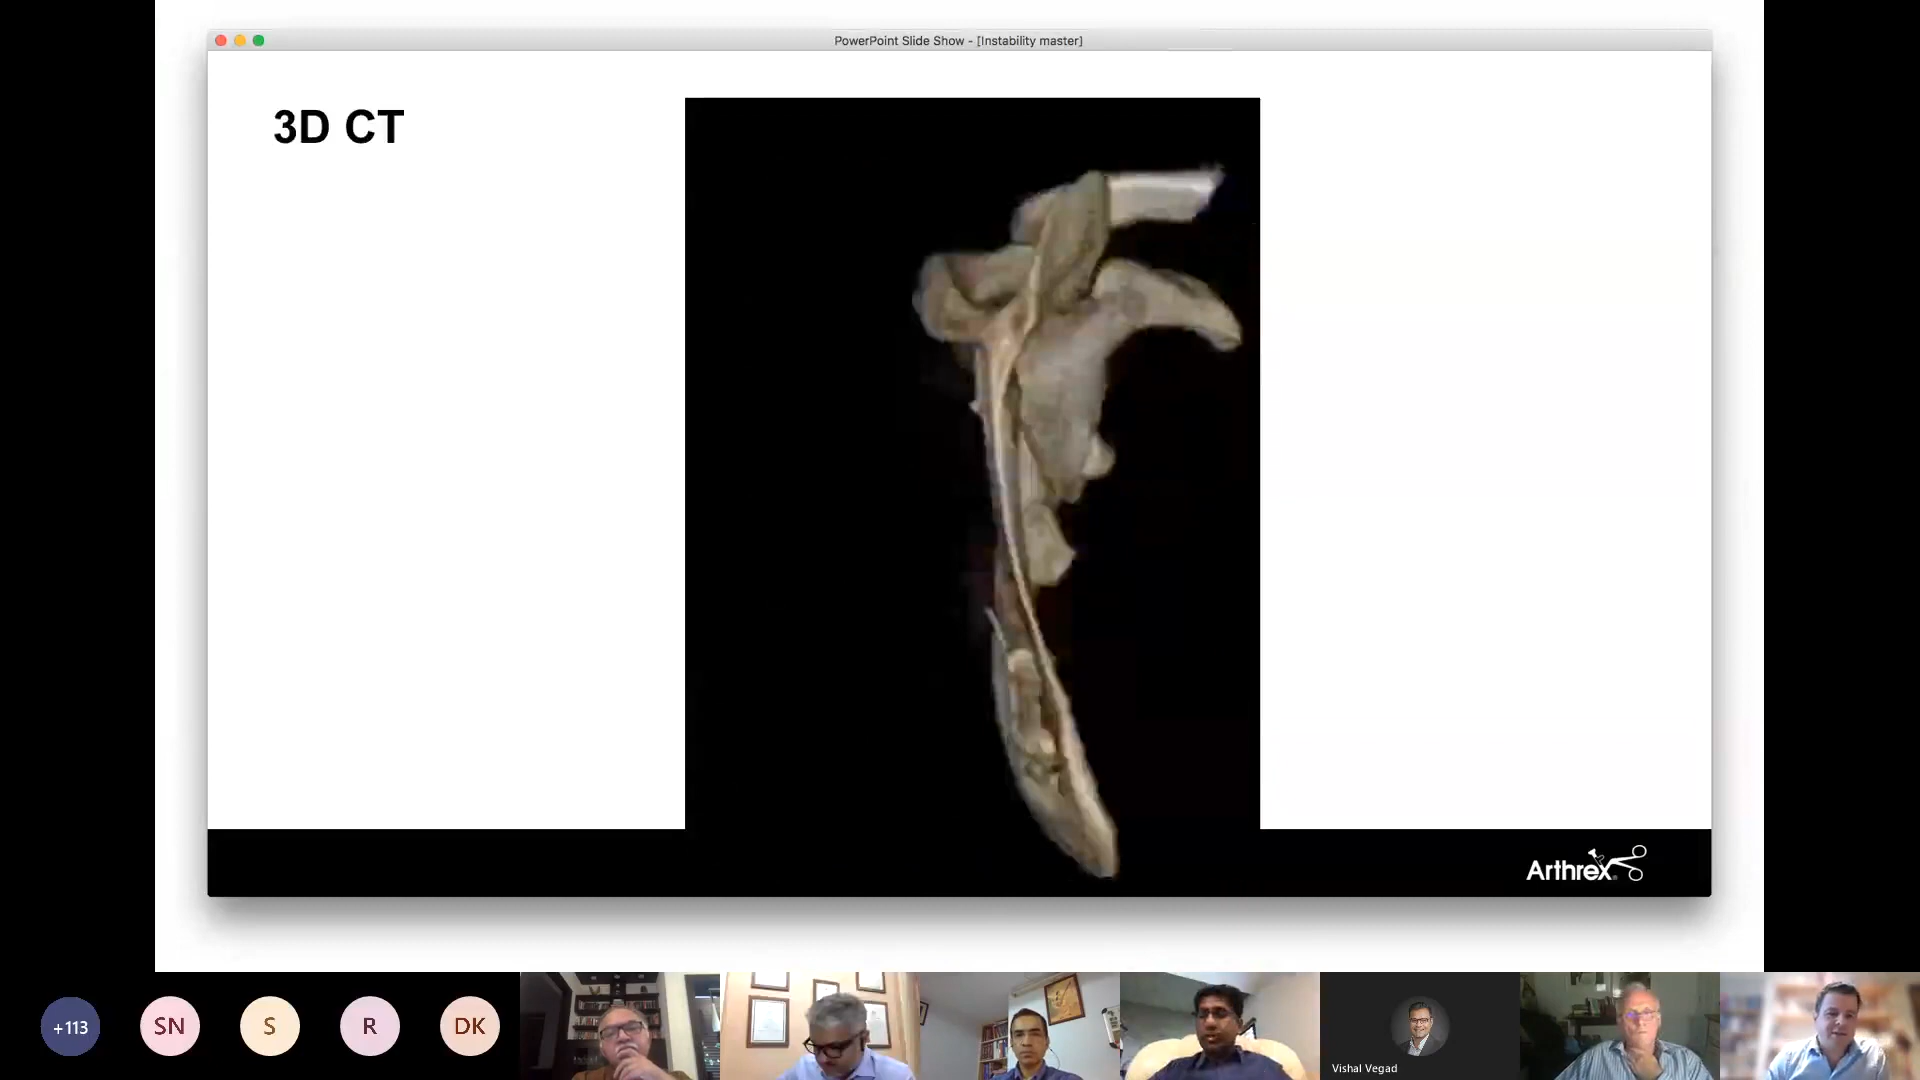 PowerPoint Slide Show - [Instability master]
3D CT
Arthrex
+113
SN
S
R
DK
Vishal Vegad